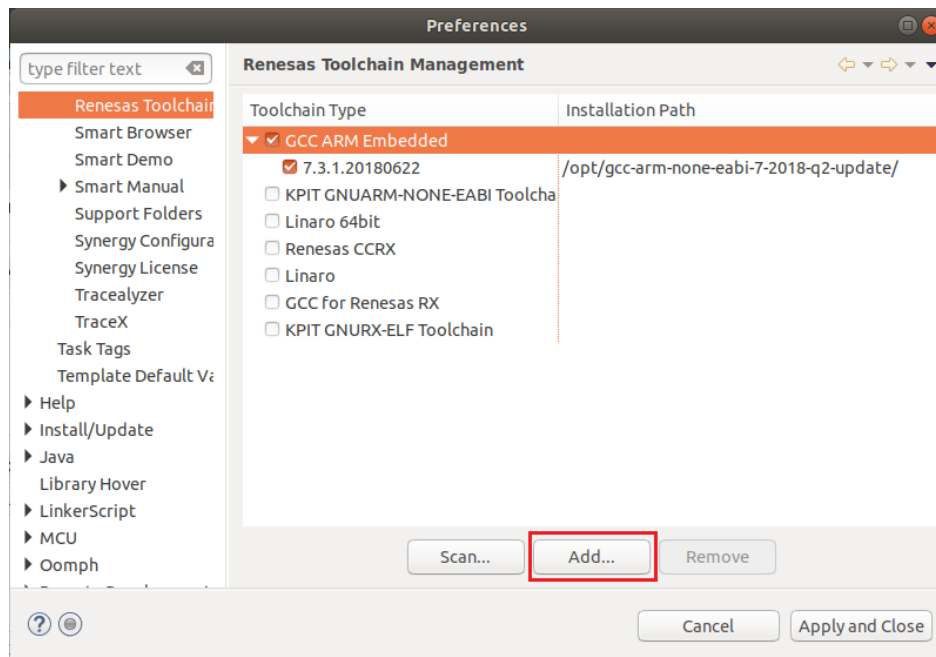 Preferences
type filter text
Renesas Toolchain Management
Renesas Toolchair
Smart Browser
Smart Demo
Smart Manual
Support Folders
Synergy Configura
Synergy License
Tracealyzer
TraceX
Task Tags
Template Default Va
Help
Install/Update
Java
Library Hover
LinkerScript
MCU
Oomph
Toolchain Type Installation Path
GCC ARM Embedded
7.3.1.20180622 /opt/gcc-arm-none-eabi-7-2018-q2-update/
KPIT GNUARM-NONE-EABI Toolcha
Linaro 64bit
Renesas CCRX
Linaro
GCC for Renesas RX
KPIT GNURX-ELF Toolchain
Scan... Add... Remove
Cancel Apply and Close